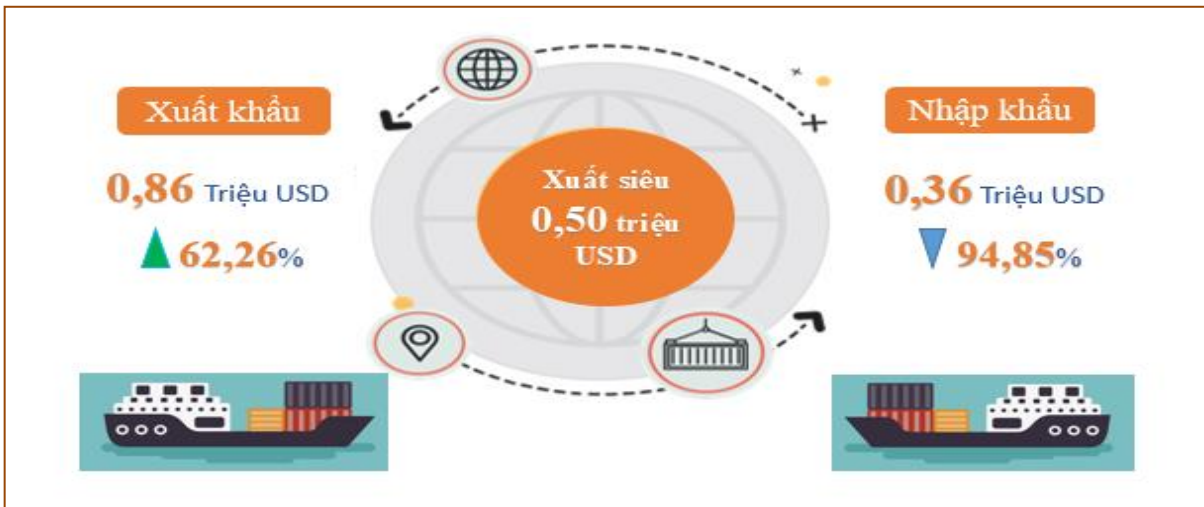 Xuất khẩu
0,86 Triệu USD
62,26%
Xuất siêu
0,50 triệu
USD
Nhập khẩu
0,36 Triệu USD
94,85%